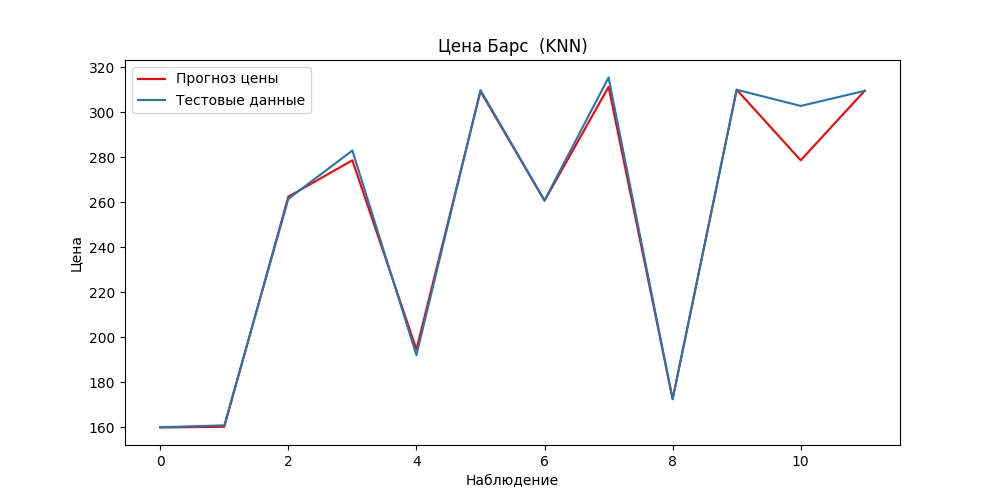 Цена Барс  (KNN)
Прогноз цены
Тестовые данные
Цена
320
300
280
260
240
220
200
180
160
0 2 4 6 8 10
Наблюдение